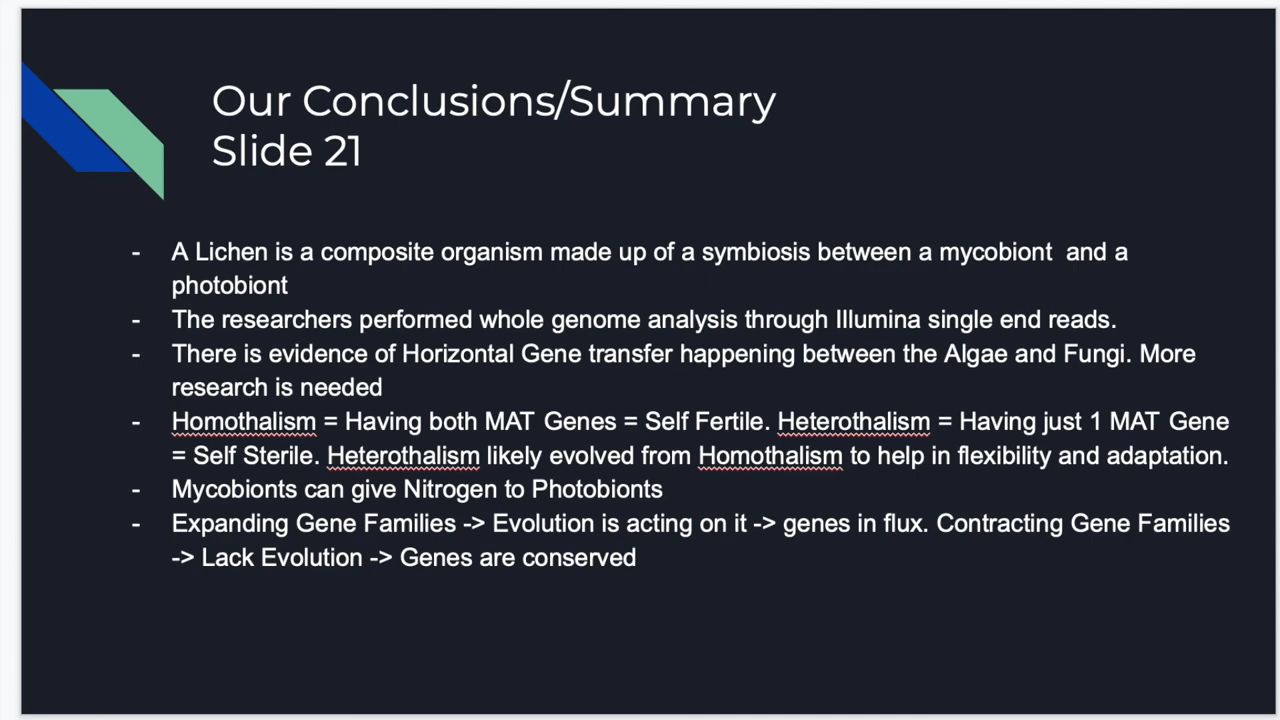 Our Conclusions/Summary
Slide 21
- A Lichen is a composite organism made up of a symbiosis between a mycobiont and a
photobiont
- The researchers performed whole genome analysis through Illumina single end reads.
- There is evidence of Horizontal Gene transfer happening between the Algae and Fungi. More
research is needed
- Homothalism = Having both MAT Genes = Self Fertile. Heterothalism = Having just 1 MAT Gene
= Self Sterile. Heterothalism likely evolved from Homothalism to help in flexibility and adaptation.
- Mycobionts can give Nitrogen to Photobionts
- Expanding Gene Families -> Evolution is acting on it -> genes in flux. Contracting Gene Families
-> Lack Evolution -> Genes are conserved